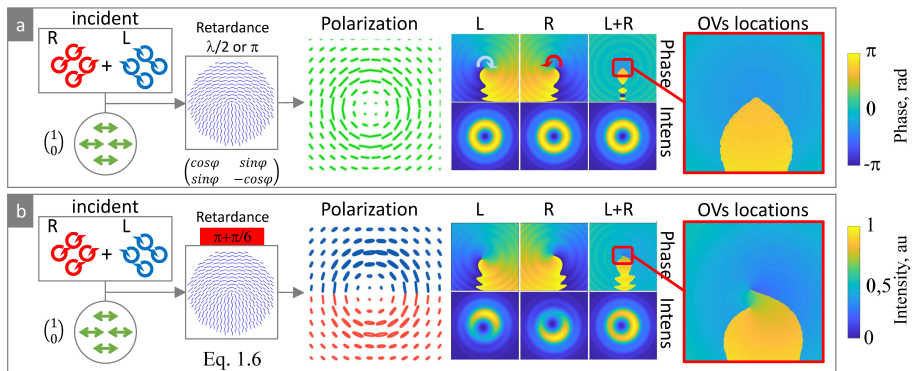 a
incident
R L
+
(1 0)
Retardance
λ/2 or π
(cosφ sinφ
sinφ −cosφ)
Polarization
L R L+R
Phase
Intens
OVs locations
π
0
-π
Phase, rad
b
incident
R L
+
(1 0)
Retardance
π+π/6
Eq. 1.6
Polarization
L R L+R
Phase
Intens
OVs locations
1
0,5
0
Intensity, au